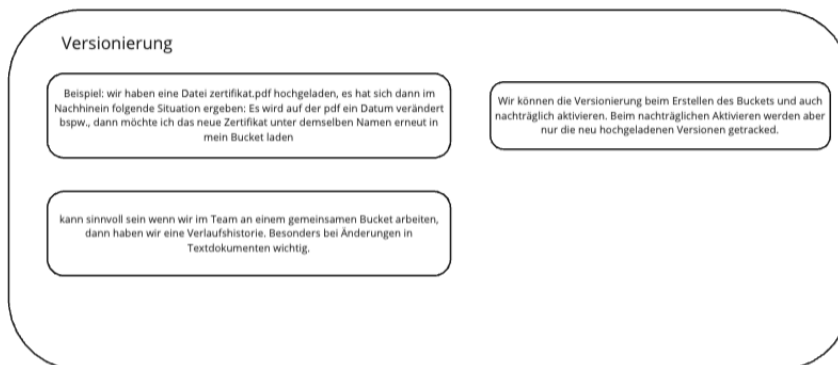 Versionierung
Beispiel: wir haben eine Datei zertifikat.pdf hochgeladen, es hat sich dann im
Nachhinein folgende Situation ergeben: Es wird auf der pdf ein Datum verändert
bspw., dann möchte ich das neue Zertifikat unter demselben Namen erneut in
mein Bucket laden
Wir können die Versionierung beim Erstellen des Buckets und auch
nachträglich aktivieren. Beim nachträglichen Aktivieren werden aber
nur die neu hochgeladenen Versionen getracked.
kann sinnvoll sein wenn wir im Team an einem gemeinsamen Bucket arbeiten,
dann haben wir eine Verlaufshistorie. Besonders bei Änderungen in
Textdokumenten wichtig.